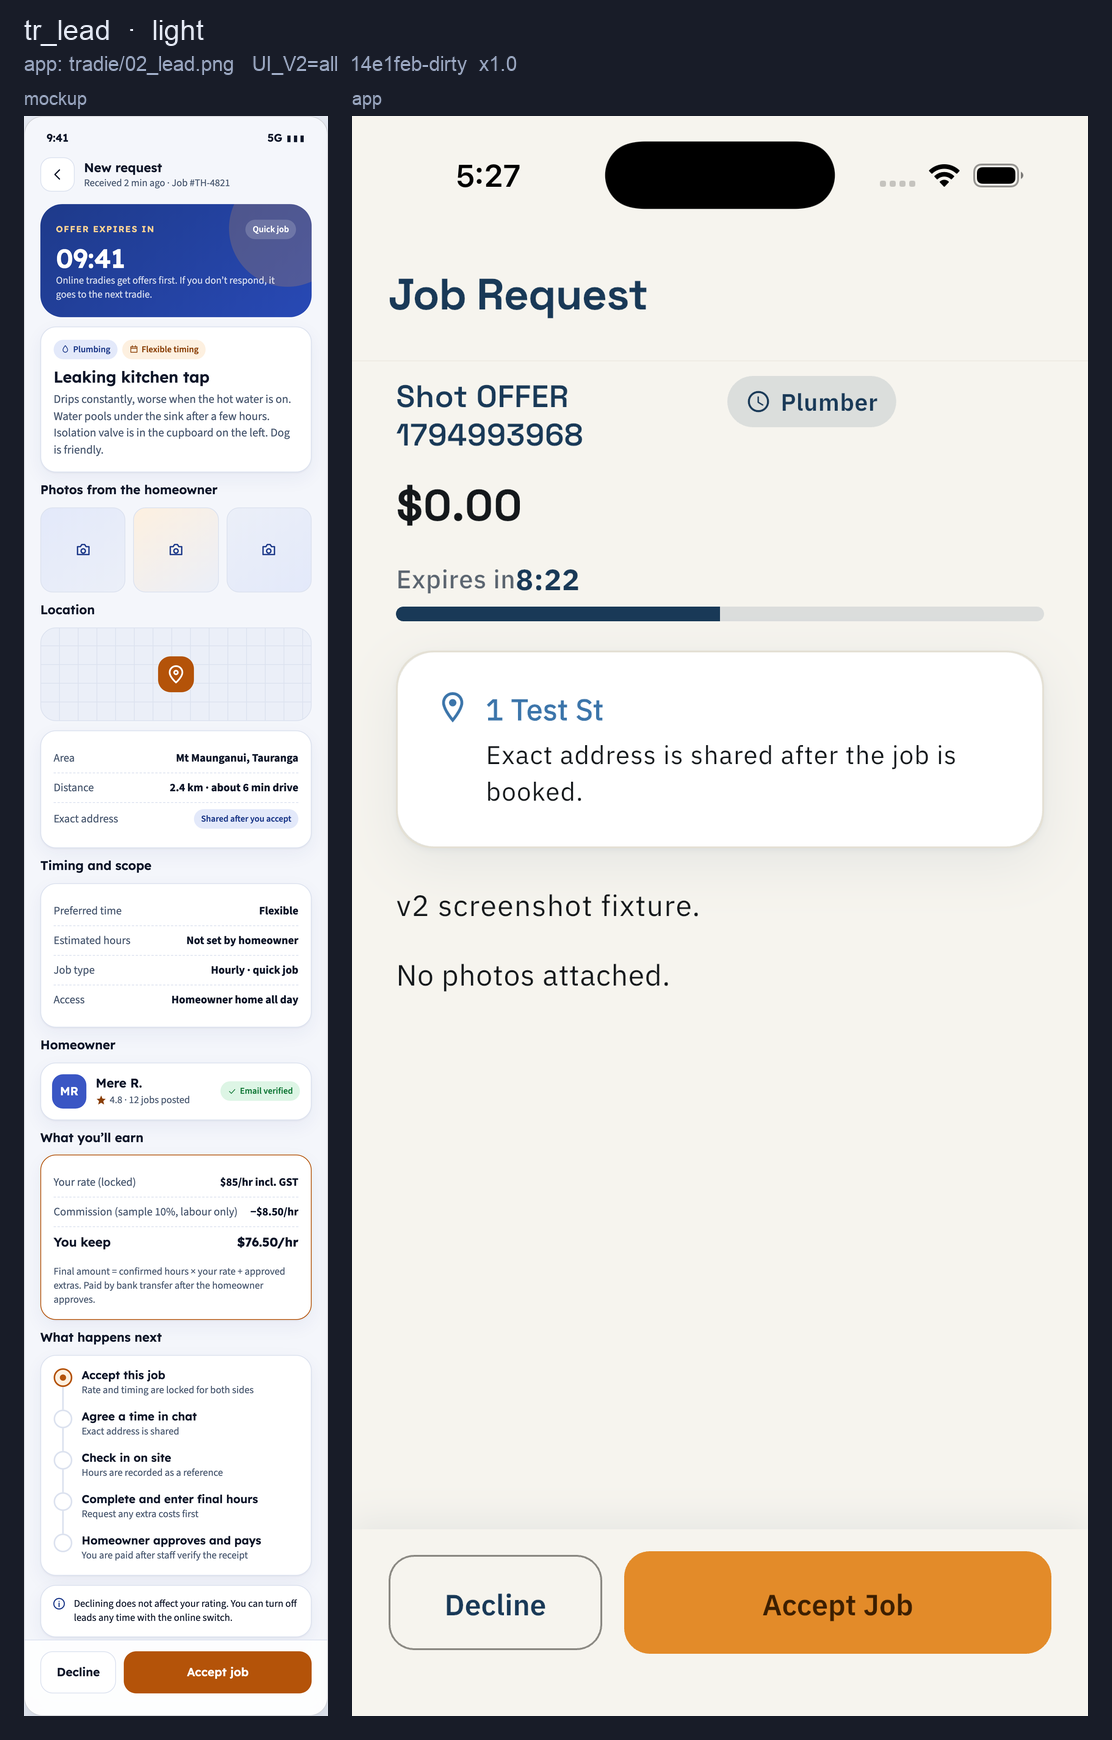 tr_lead · light
app: tradie/02_lead.png UI_V2=all 14e1feb-dirty x1.0
mockup
9:41
5G
New request
Received 2 min ago · Job #TH-4821
OFFER EXPIRES IN
Quick job
09:41
Online tradies get offers first. If you don't respond, it
goes to the next tradie.
Plumbing
Flexible timing
Leaking kitchen tap
Drips constantly, worse when the hot water is on.
Water pools under the sink after a few hours.
Isolation valve is in the cupboard on the left. Dog
is friendly.
Photos from the homeowner
Location
Area
Mt Maunganui, Tauranga
Distance
2.4 km · about 6 min drive
Exact address
Shared after you accept
Timing and scope
Preferred time
Flexible
Estimated hours
Not set by homeowner
Job type
Hourly · quick job
Access
Homeowner home all day
Homeowner
MR
Mere R.
4.8 · 12 jobs posted
Email verified
What you'll earn
Your rate (locked)
$85/hr incl. GST
Commission (sample 10%, labour only)
−$8.50/hr
You keep
$76.50/hr
Final amount = confirmed hours × your rate + approved
extras. Paid by bank transfer after the homeowner
approves.
What happens next
Accept this job
Rate and timing are locked for both sides
Agree a time in chat
Exact address is shared
Check in on site
Hours are recorded as a reference
Complete and enter final hours
Request any extra costs first
Homeowner approves and pays
You are paid after staff verify the receipt
Declining does not affect your rating. You can turn off
leads any time with the online switch.
Decline
Accept job
app
5:27
Job Request
Shot OFFER
1794993968
Plumber
$0.00
Expires in8:22
1 Test St
Exact address is shared after the job is
booked.
v2 screenshot fixture.
No photos attached.
Decline
Accept Job